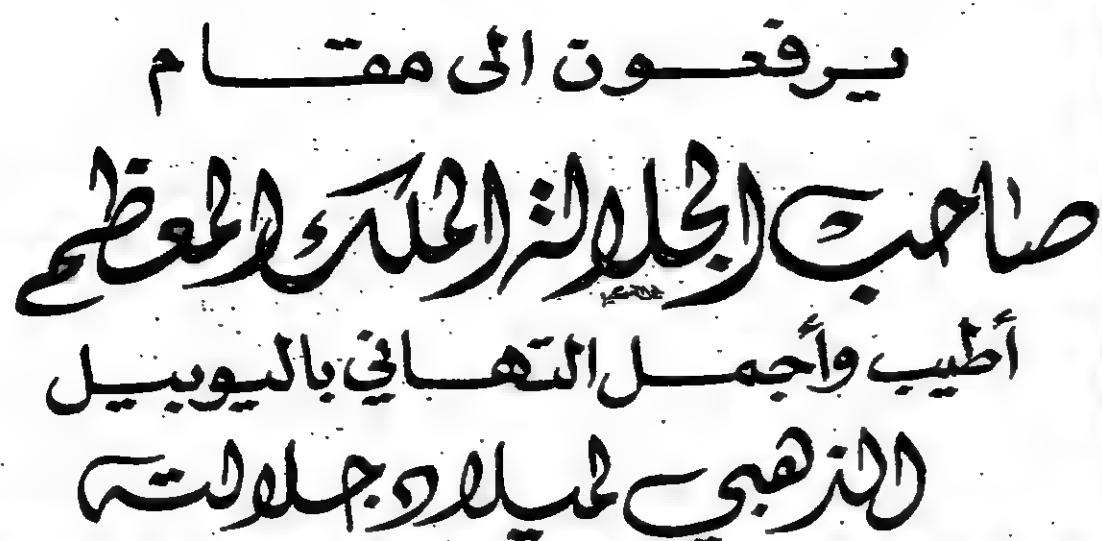 يرفعون الى مقام
صاحب الجلالة الملك المعظم
أطيب وأجمل التهاني باليوبيل
الذهبي لميلاد جلالته